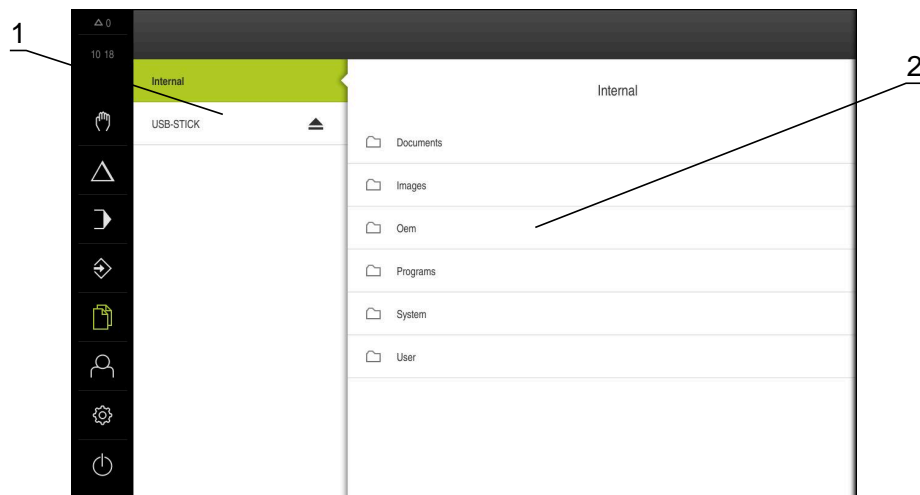 1
0
10 18
Internal
USB-STICK
2
Internal
Documents
Images
Oem
Programs
System
User